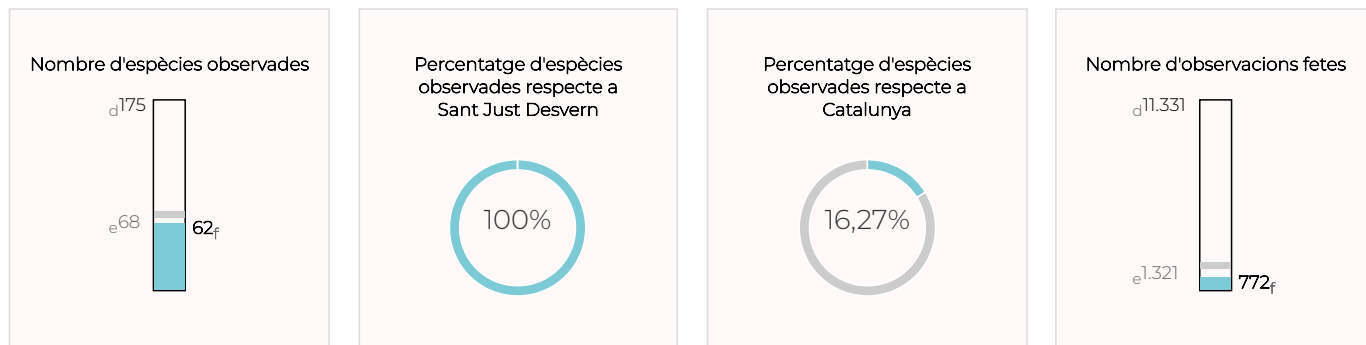 Nombre d'espècies observades
d175
e68
62f
Percentatge d'espècies
observades respecte a
Sant Just Desvern
100%
Percentatge d'espècies
observades respecte a
Catalunya
16,27%
Nombre d'observacions fetes
d11.331
e1.321
772f